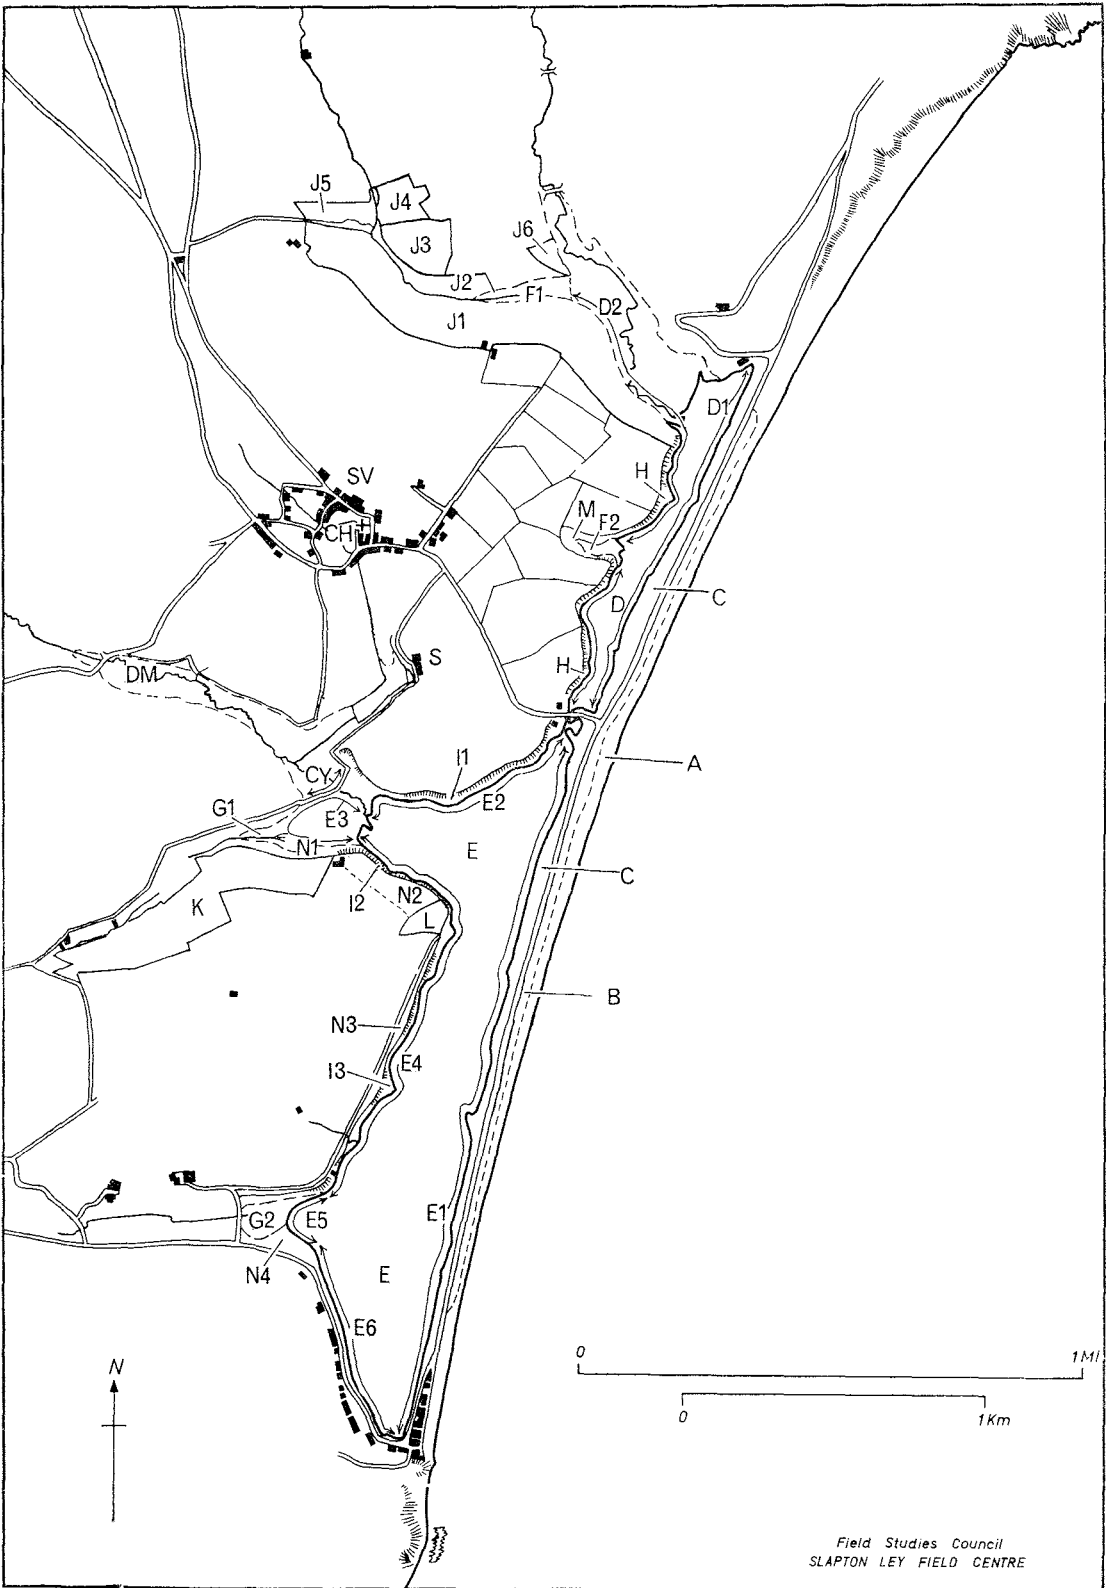 J5
J4
J3
J6
J2
F1
D2
J1
D1
SV
H
M
F2
CH
D
C
S
H
DM
A
I1
CY
E2
G1
E3
N1
E
C
I2
N2
K
L
B
N3
E4
I3
E1
G2
E5
N4
E
E6
0
1MI
N
0
1Km
Field Studies Council
SLAPTON LEY FIELD CENTRE